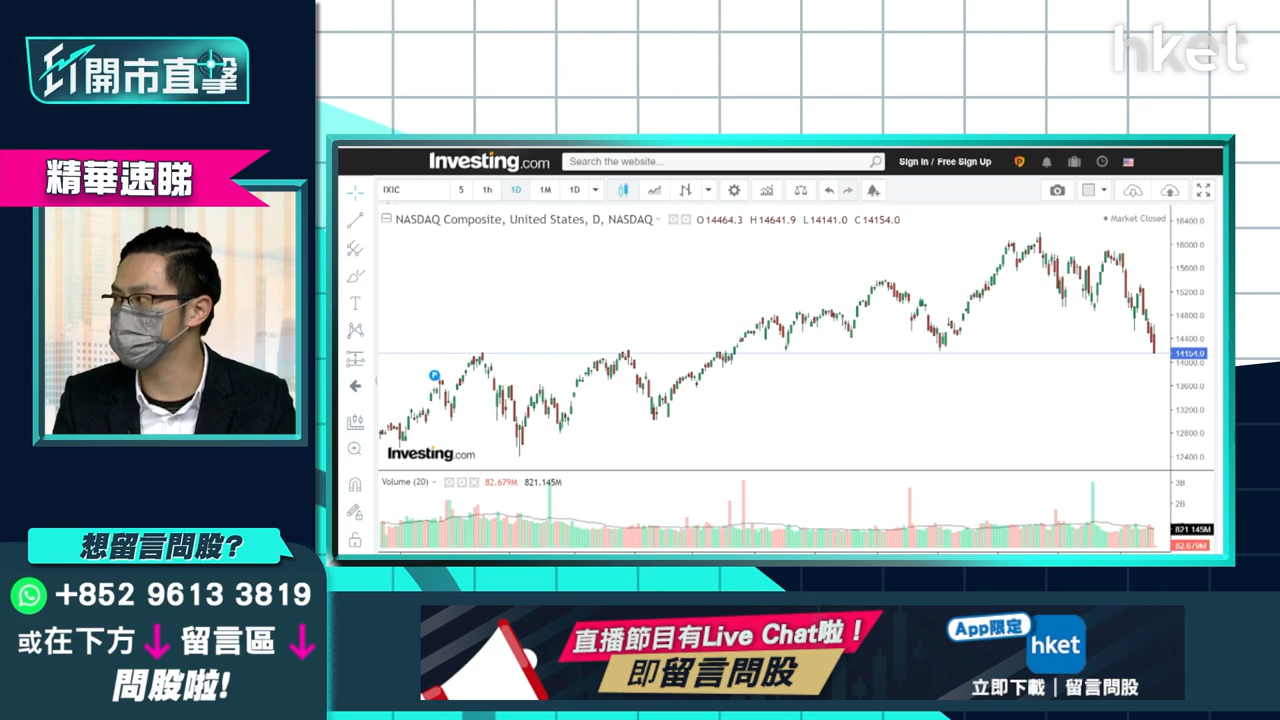 ET開市直擊
hket
精華速睇
Investing.com
Search the website...
Sign In / Free Sign Up
IXIC
5
1h
1D
1M
1D
NASDAQ Composite, United States, D, NASDAQ
O14464.3 H14641.9 L14141.0 C14154.0
Market Closed
16400.0
16000.0
15600.0
15200.0
14800.0
14400.0
14154.0
14000.0
13600.0
13200.0
12800.0
12400.0
P
Investing.com
Volume (20)
82.679M 821.145M
3B
2B
821.145M
82.679M
想留言問股?
+852 9613 3819
或在下方↓留言區↓
問股啦!
直播節目有Live Chat啦!
即留言問股
App限定
hket
立即下載|留言問股